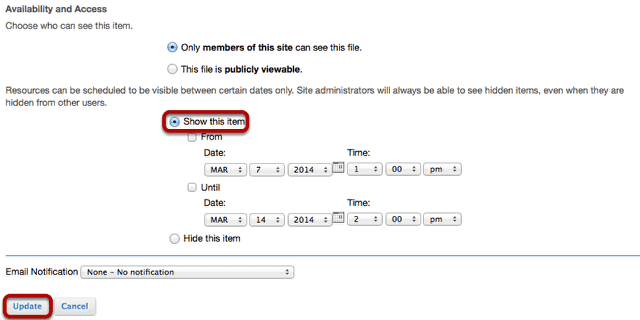 Availability and Access
Choose who can see this item.
Only members of this site can see this file.
This file is publicly viewable.
Resources can be scheduled to be visible between certain dates only. Site administrators will always be able to see hidden items, even when they are
hidden from other users.
Show this item
From
Date: Time:
MAR 7 2014 1 00 pm
Until
Date: Time:
MAR 14 2014 2 00 pm
Hide this item
Email Notification None - No notification
Update Cancel